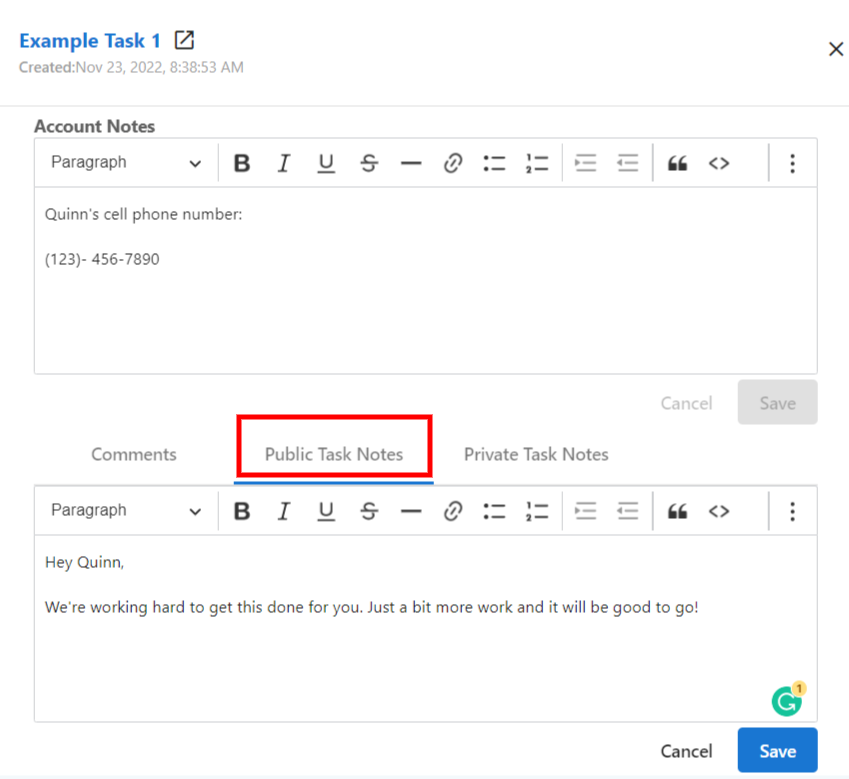 Example Task 1
Created:Nov 23, 2022, 8:38:53 AM
Account Notes
Paragraph B I U S
Quinn's cell phone number:
(123)- 456-7890
Cancel Save
Comments Public Task Notes Private Task Notes
Paragraph B I U S
Hey Quinn,
We're working hard to get this done for you. Just a bit more work and it will be good to go!
1
Cancel Save